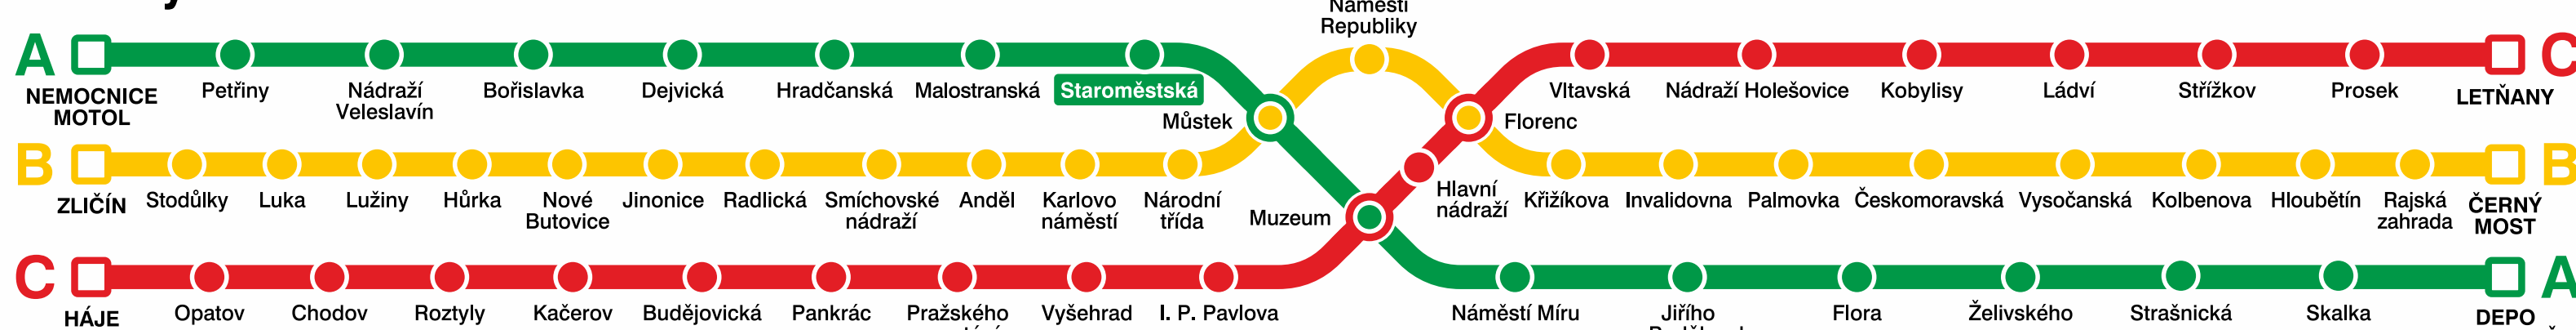 Náměstí
Republiky
A
NEMOCNICE
MOTOL
Petřiny
Nádraží
Veleslavín
Bořislavka
Dejvická
Hradčanská
Malostranská
Staroměstská
Můstek
Florenc
Vltavská
Nádraží Holešovice
Kobylisy
Ládví
Střížkov
Prosek
LETŇANY
C
B
ZLIČÍN
Stodůlky
Luka
Lužiny
Hůrka
Nové
Butovice
Jinonice
Radlická
Smíchovské
nádraží
Anděl
Karlovo
náměstí
Národní
třída
Muzeum
Hlavní
nádraží
Křižíkova
Invalidovna
Palmovka
Českomoravská
Vysočanská
Kolbenova
Hloubětín
Rajská
zahrada
ČERNÝ
MOST
B
C
HÁJE
Opatov
Chodov
Roztyly
Kačerov
Budějovická
Pankrác
Pražského
Vyšehrad
I. P. Pavlova
Náměstí Míru
Jiřího
Flora
Želivského
Strašnická
Skalka
DEPO
A